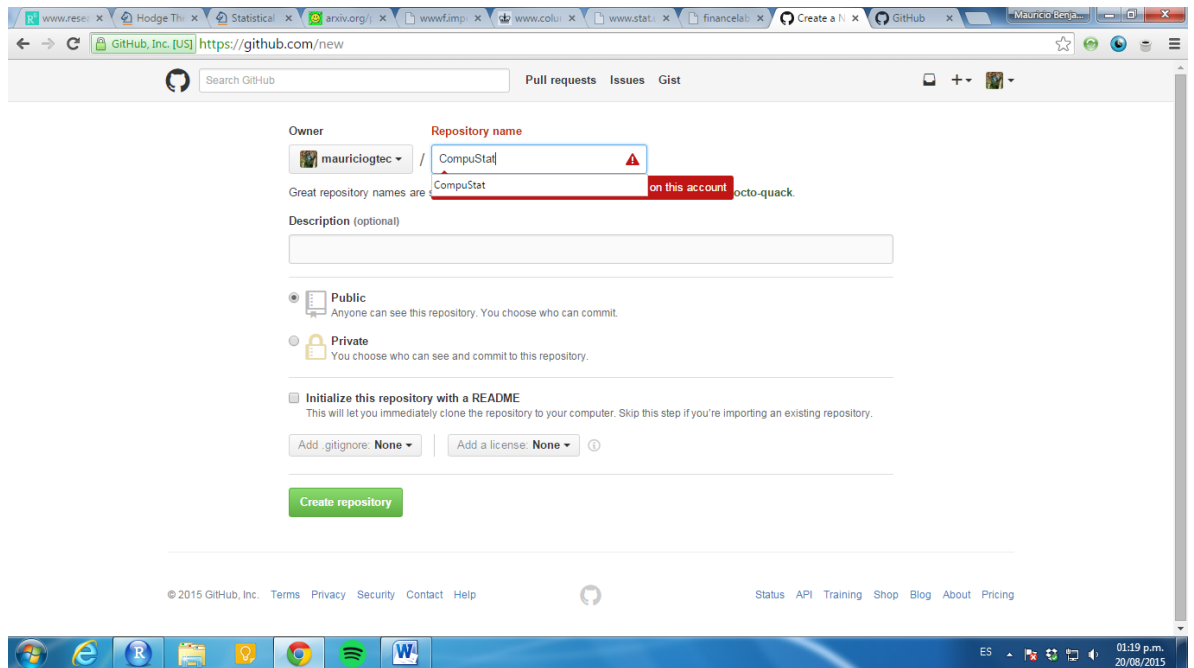 www.rese
Hodge Th
Statistical
arxiv.org/
wwwf.imp
www.colu
www.stat.
financelab
Create a N
GitHub
Mauricio Benja...
GitHub, Inc. [US] https://github.com/new
Search GitHub
Pull requests Issues Gist
Owner
Repository name
mauriciogtec / CompuStat
CompuStat
Great repository names are
on this account
octo-quack.
Description (optional)
Public
Anyone can see this repository. You choose who can commit.
Private
You choose who can see and commit to this repository.
Initialize this repository with a README
This will let you immediately clone the repository to your computer. Skip this step if you're importing an existing repository.
Add .gitignore: None
Add a license: None
Create repository
© 2015 GitHub, Inc. Terms Privacy Security Contact Help
Status API Training Shop Blog About Pricing
ES
01:19 p.m.
20/08/2015